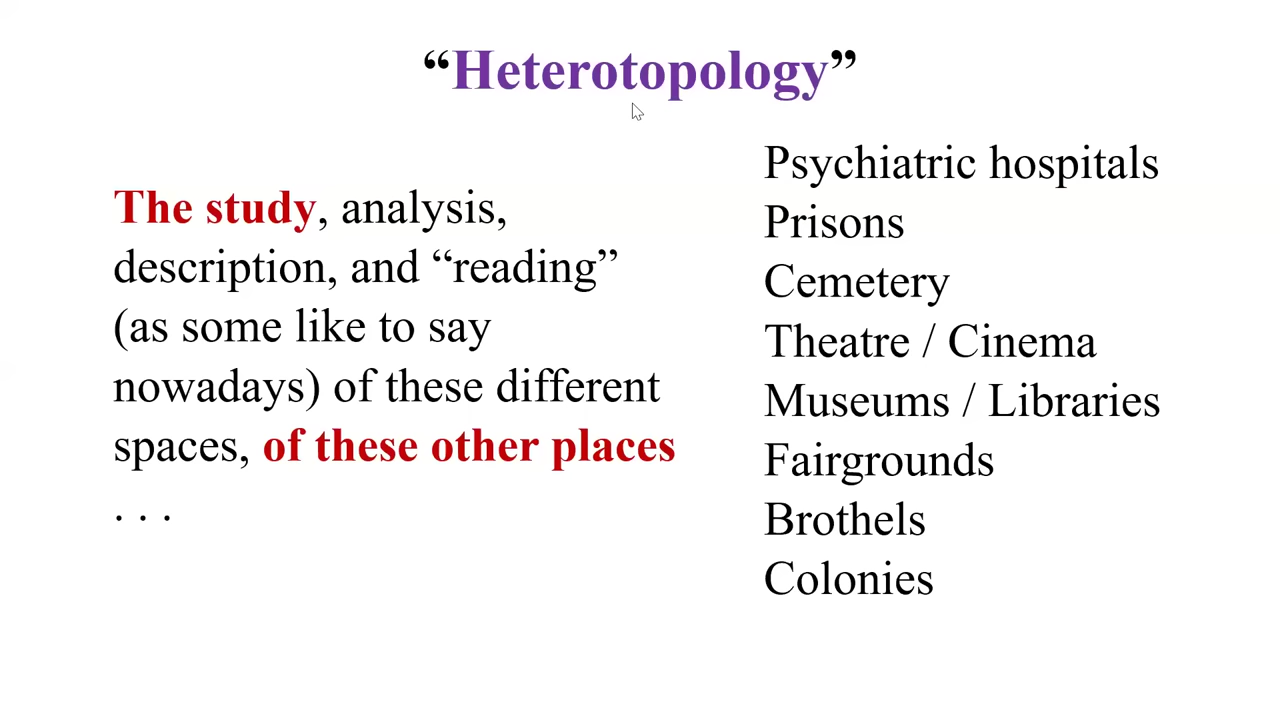 “Heterotopology”
The study, analysis,
description, and “reading”
(as some like to say
nowadays) of these different
spaces, of these other places
. . .
Psychiatric hospitals
Prisons
Cemetery
Theatre / Cinema
Museums / Libraries
Fairgrounds
Brothels
Colonies